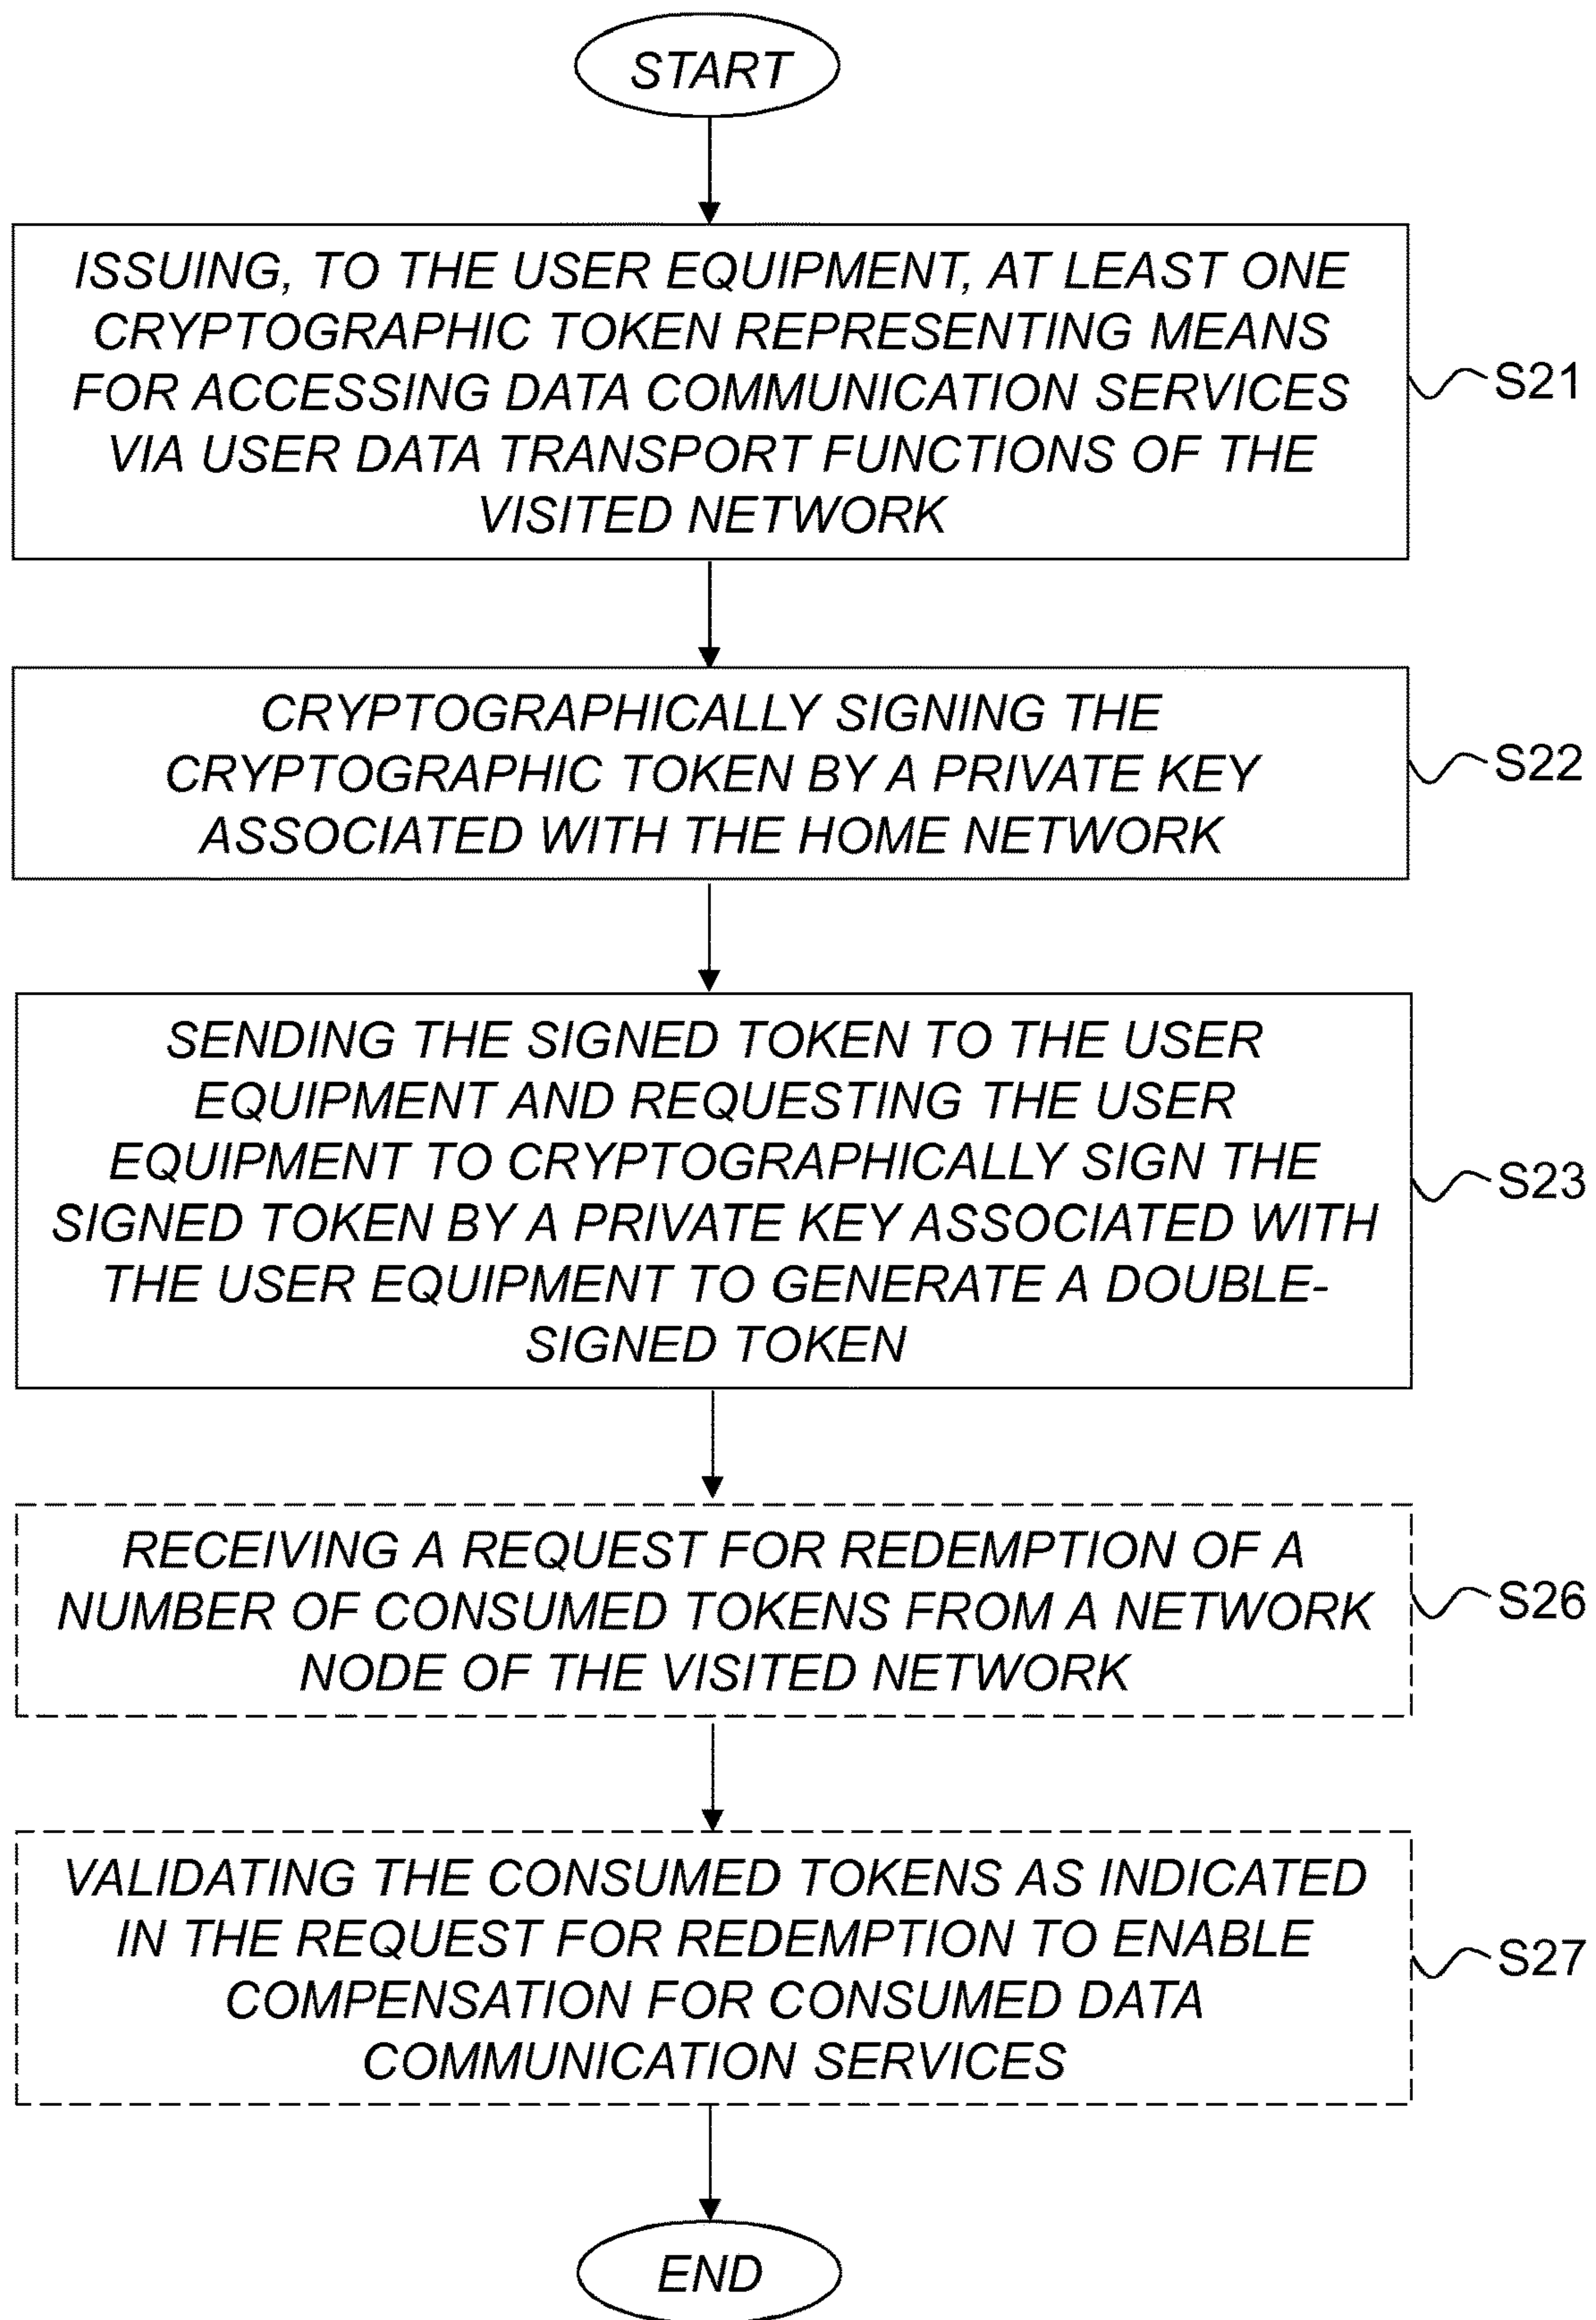 START
ISSUING, TO THE USER EQUIPMENT, AT LEAST ONE
CRYPTOGRAPHIC TOKEN REPRESENTING MEANS
FOR ACCESSING DATA COMMUNICATION SERVICES
VIA USER DATA TRANSPORT FUNCTIONS OF THE
VISITED NETWORK
S21
CRYPTOGRAPHICALLY SIGNING THE
CRYPTOGRAPHIC TOKEN BY A PRIVATE KEY
ASSOCIATED WITH THE HOME NETWORK
S22
SENDING THE SIGNED TOKEN TO THE USER
EQUIPMENT AND REQUESTING THE USER
EQUIPMENT TO CRYPTOGRAPHICALLY SIGN THE
SIGNED TOKEN BY A PRIVATE KEY ASSOCIATED WITH
THE USER EQUIPMENT TO GENERATE A DOUBLE-
SIGNED TOKEN
S23
RECEIVING A REQUEST FOR REDEMPTION OF A
NUMBER OF CONSUMED TOKENS FROM A NETWORK
NODE OF THE VISITED NETWORK
S26
VALIDATING THE CONSUMED TOKENS AS INDICATED
IN THE REQUEST FOR REDEMPTION TO ENABLE
COMPENSATION FOR CONSUMED DATA
COMMUNICATION SERVICES
S27
END